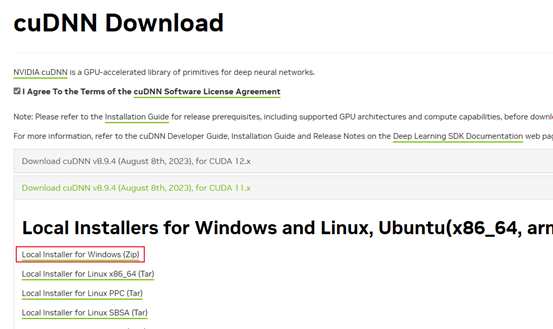 cuDNN Download
NVIDIA cuDNN is a GPU-accelerated library of primitives for deep neural networks.
I Agree To the Terms of the cuDNN Software License Agreement
Note: Please refer to the Installation Guide for release prerequisites, including supported GPU architectures and compute capabilities, before downl
For more information, refer to the cuDNN Developer Guide, Installation Guide and Release Notes on the Deep Learning SDK Documentation web pag
Download cuDNN v8.9.4 (August 8th, 2023), for CUDA 12.x
Download cuDNN v8.9.4 (August 8th, 2023), for CUDA 11.x
Local Installers for Windows and Linux, Ubuntu(x86_64, arm
Local Installer for Windows (Zip)
Local Installer for Linux x86_64 (Tar)
Local Installer for Linux PPC (Tar)
Local Installer for Linux SBSA (Tar)